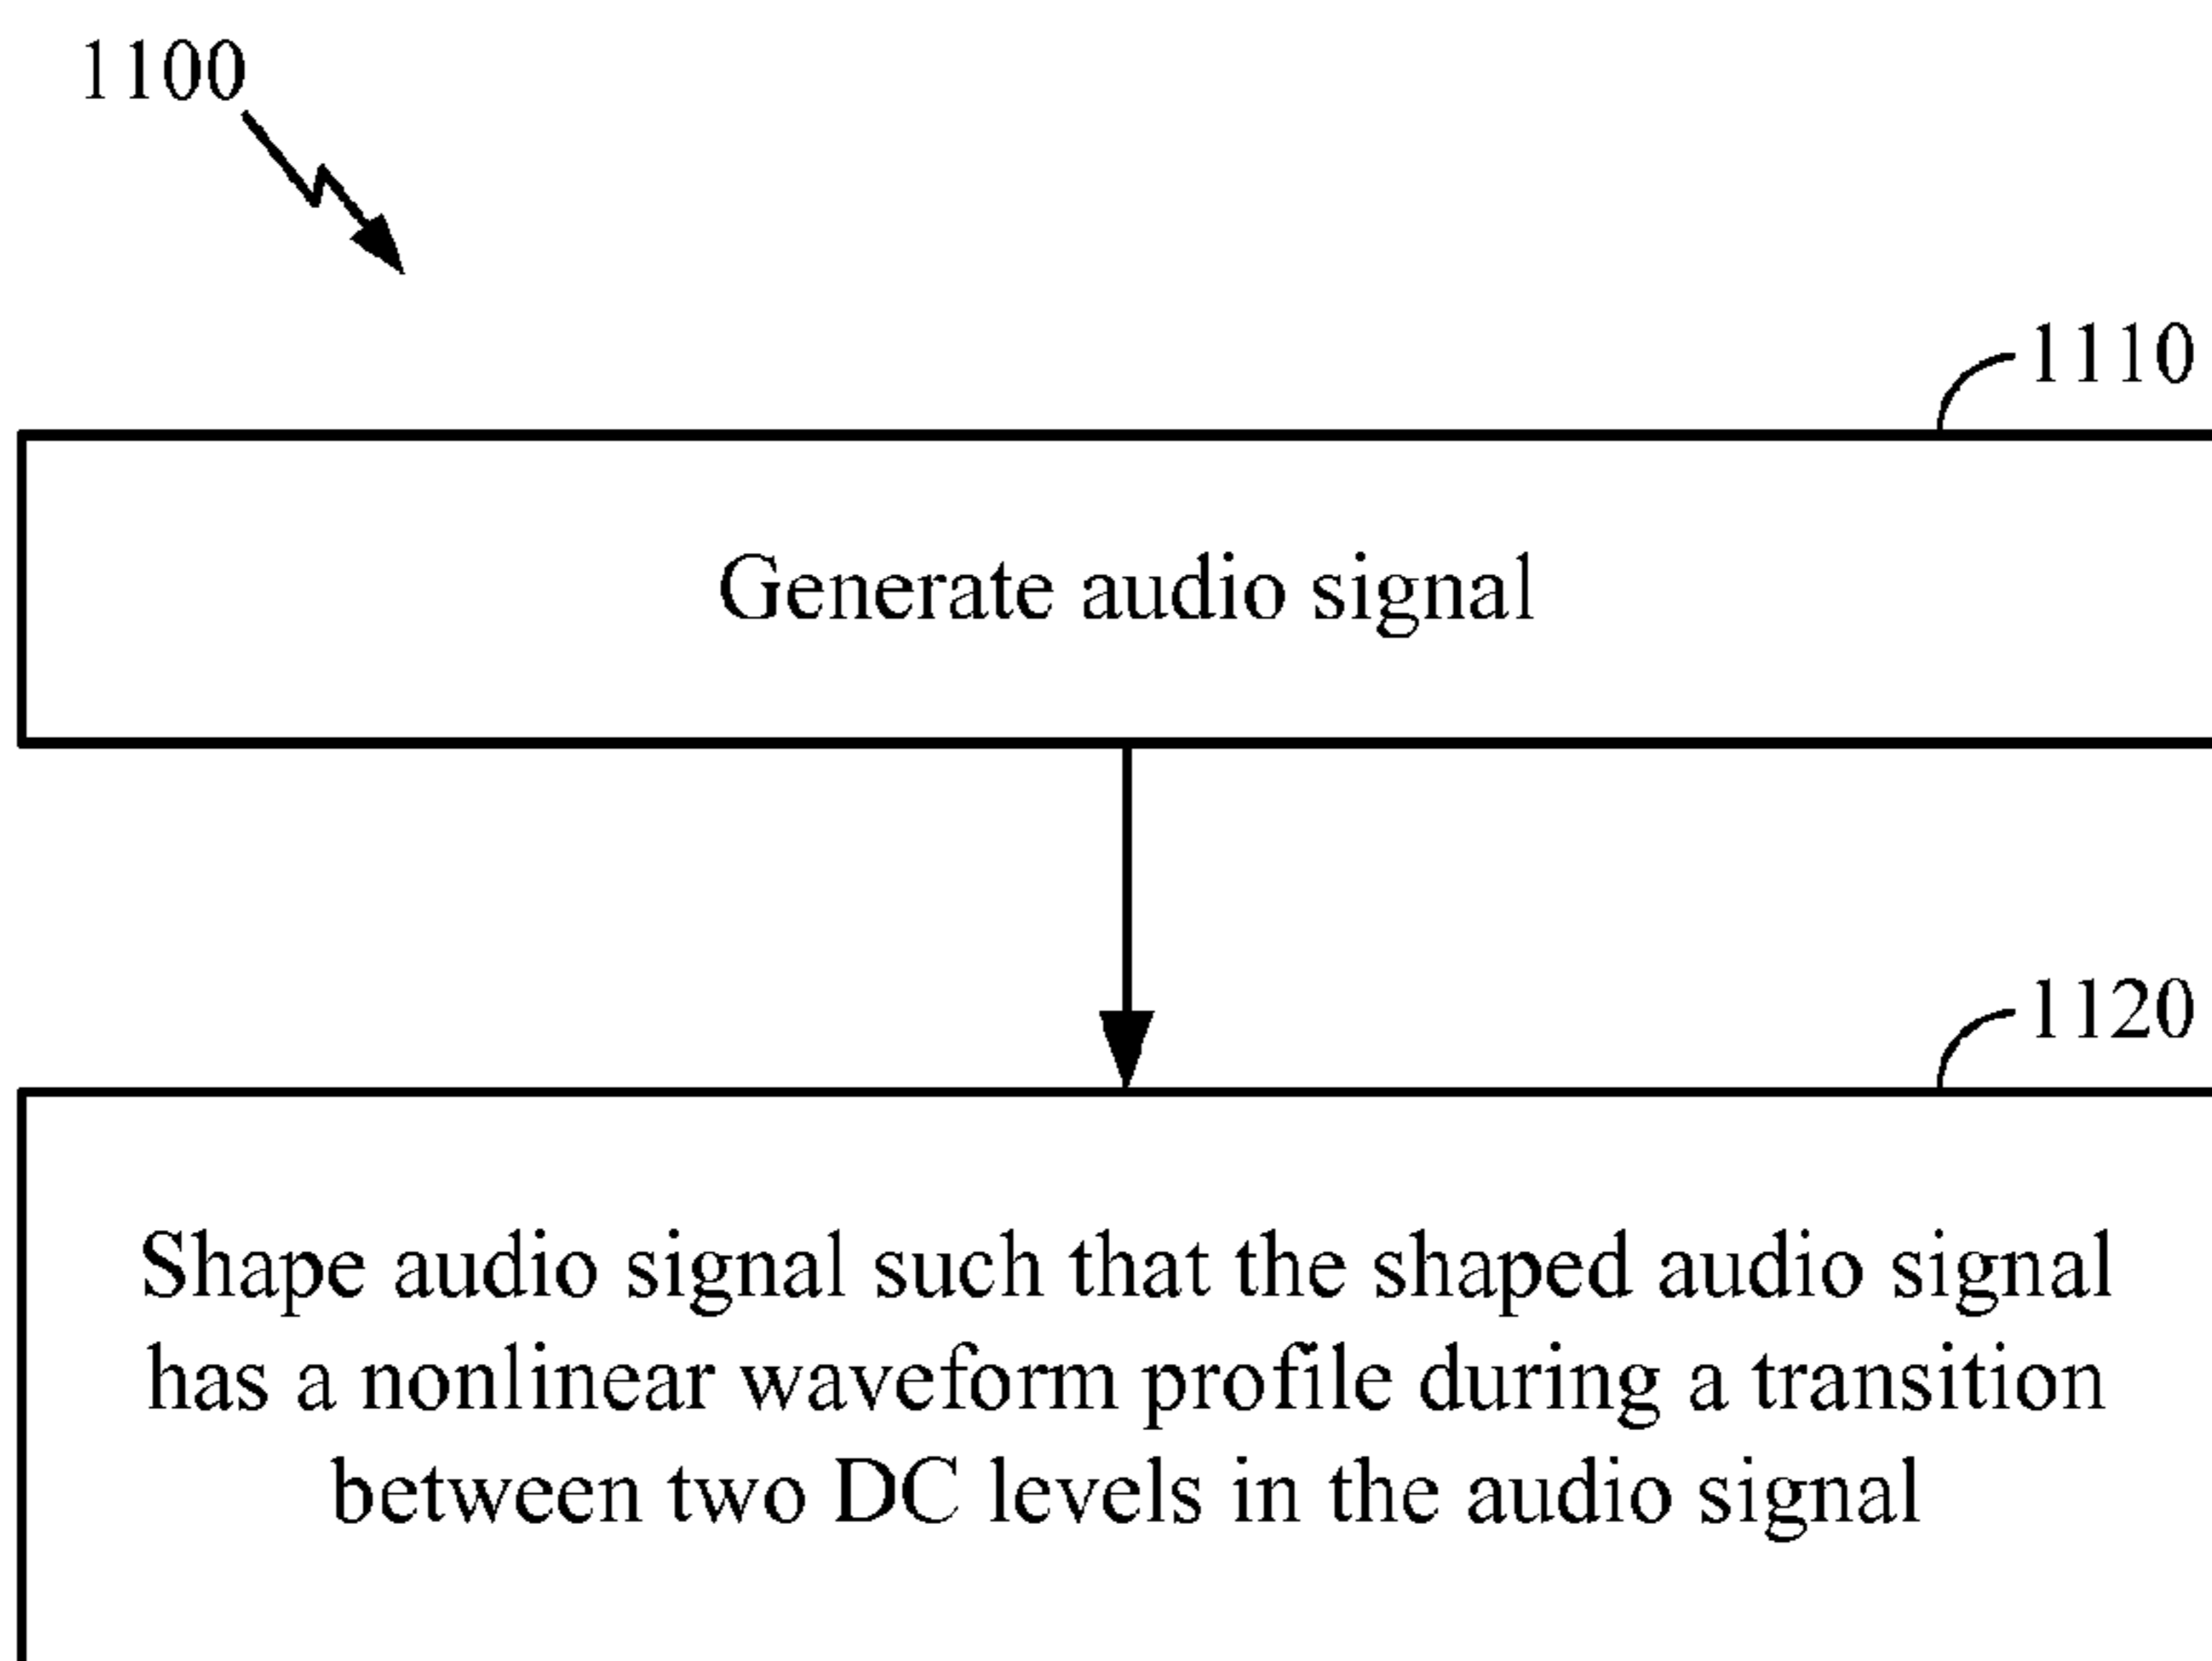 1100
1110
Generate audio signal
1120
Shape audio signal such that the shaped audio signal
has a nonlinear waveform profile during a transition
between two DC levels in the audio signal